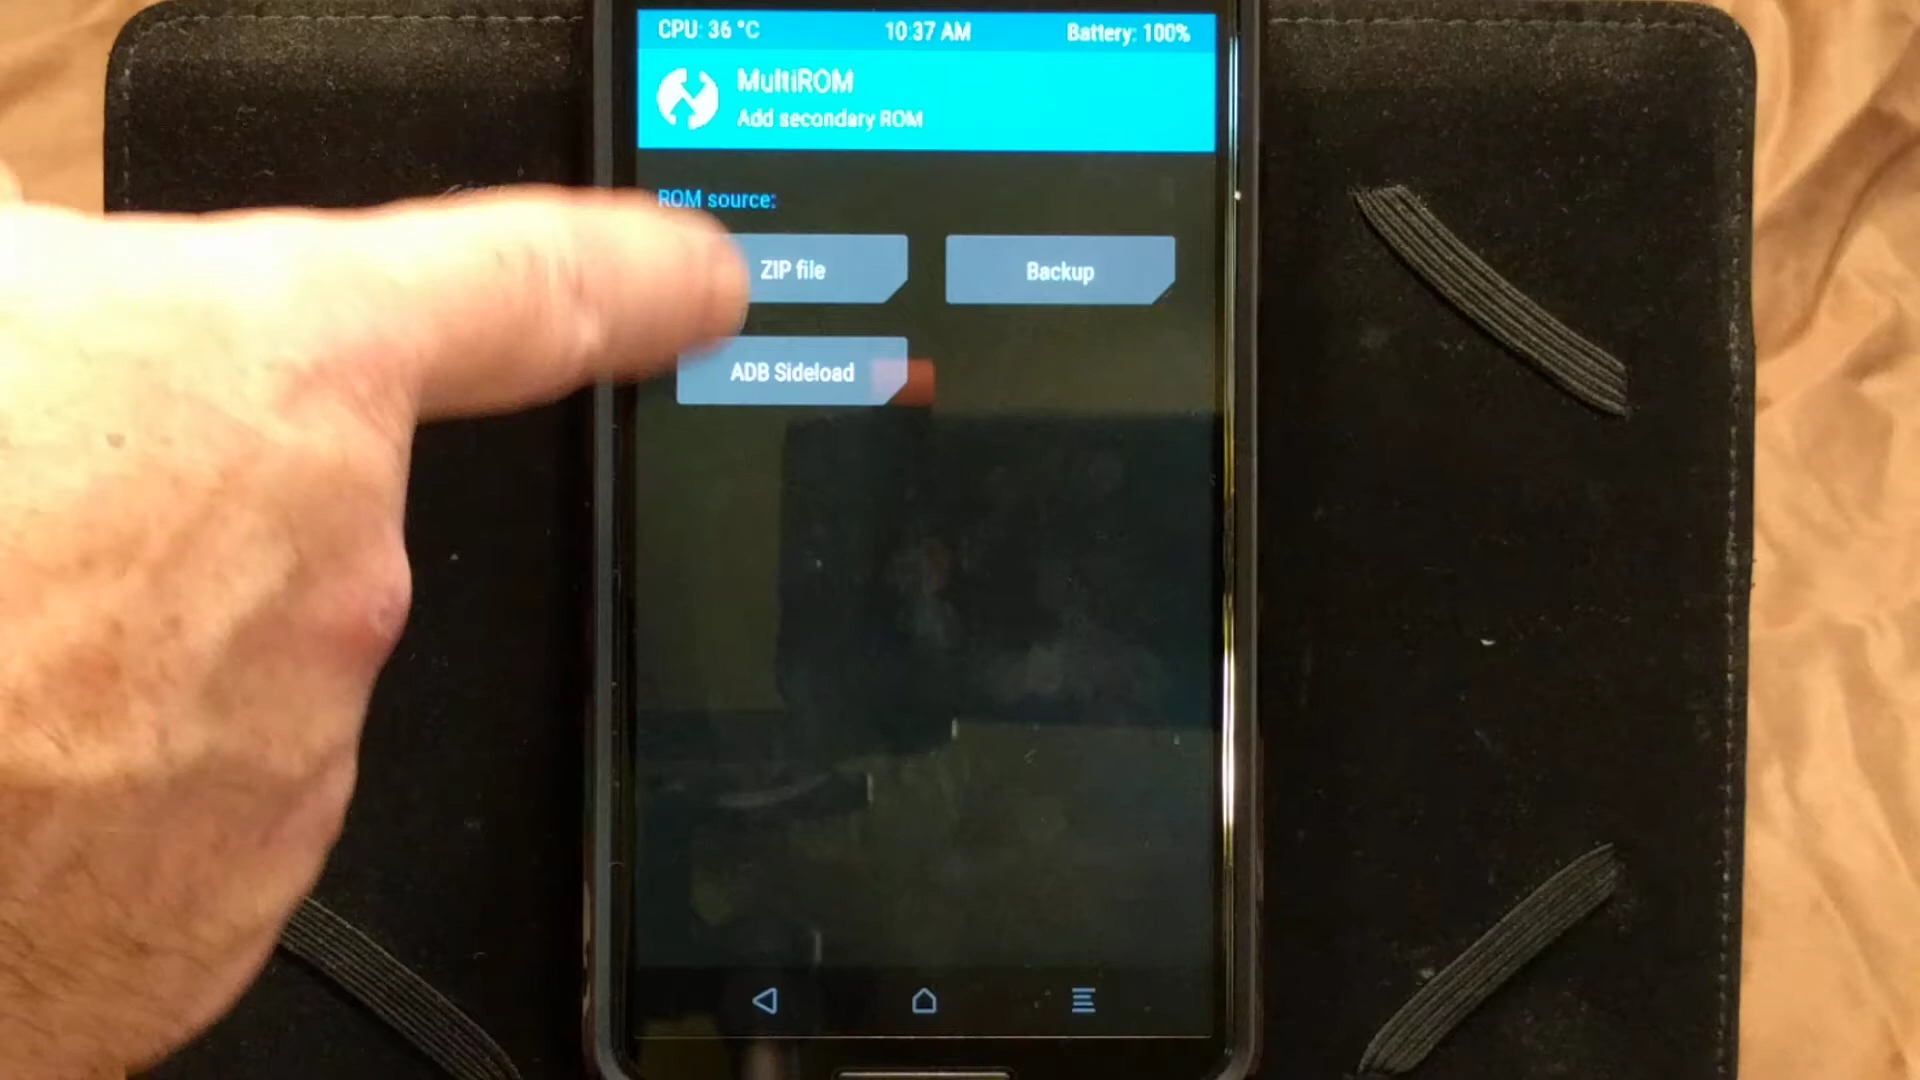 CPU: 36 °C 10:37 AM Battery: 100%
MultiROM
Add secondary ROM
ROM source:
ZIP file Backup
ADB Sideload